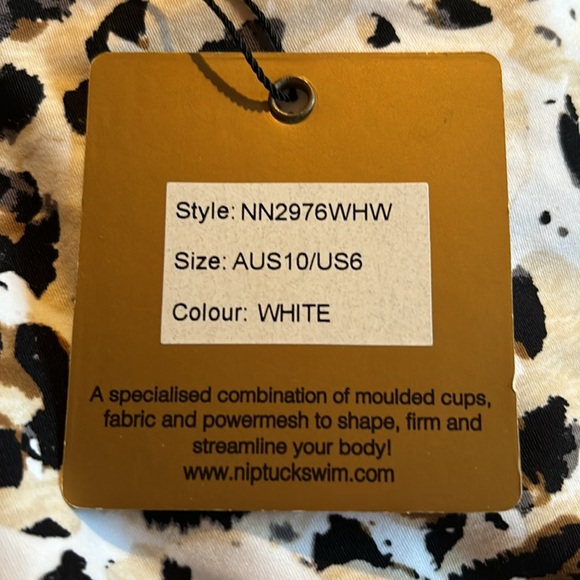 Style: NN2976WHW
Size: AUS10/US6
Colour: WHITE
A specialised combination of moulded cups,
fabric and powermesh to shape, firm and
streamline your body!
www.niptuckswim.com